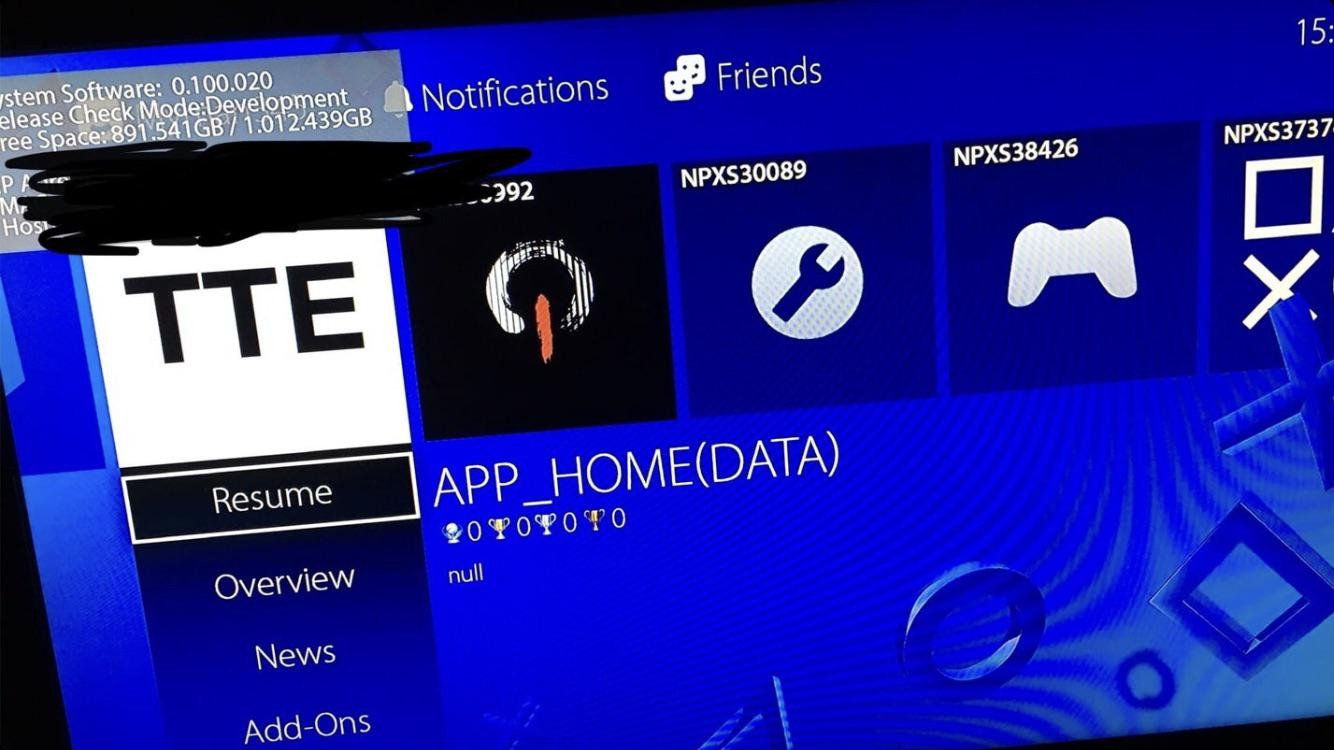 ystem Software: 0.100.020
elease Check Mode:Development
ree Space: 891.541GB / 1.012.439GB
Host
Notifications
Friends
15:
TTE
992
NPXS30089
NPXS38426
NPXS3737
Resume
Overview
News
Add-Ons
APP_HOME(DATA)
0 0 0 0
null